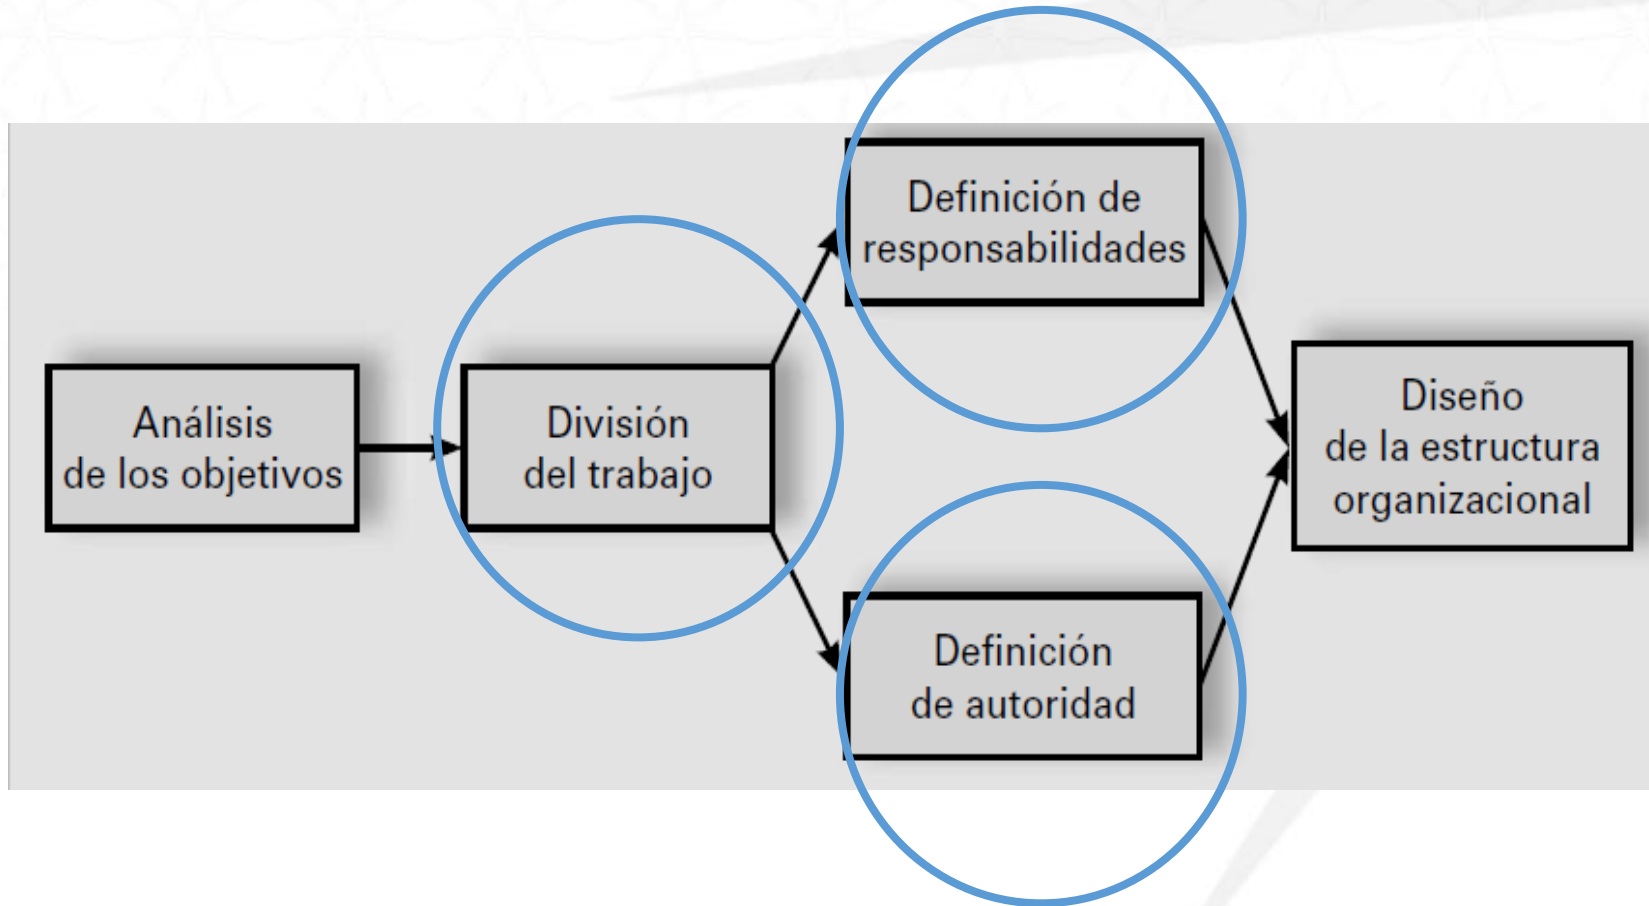 Análisis
de los objetivos
División
del trabajo
Definición de
responsabilidades
Definición
de autoridad
Diseño
de la estructura
organizacional